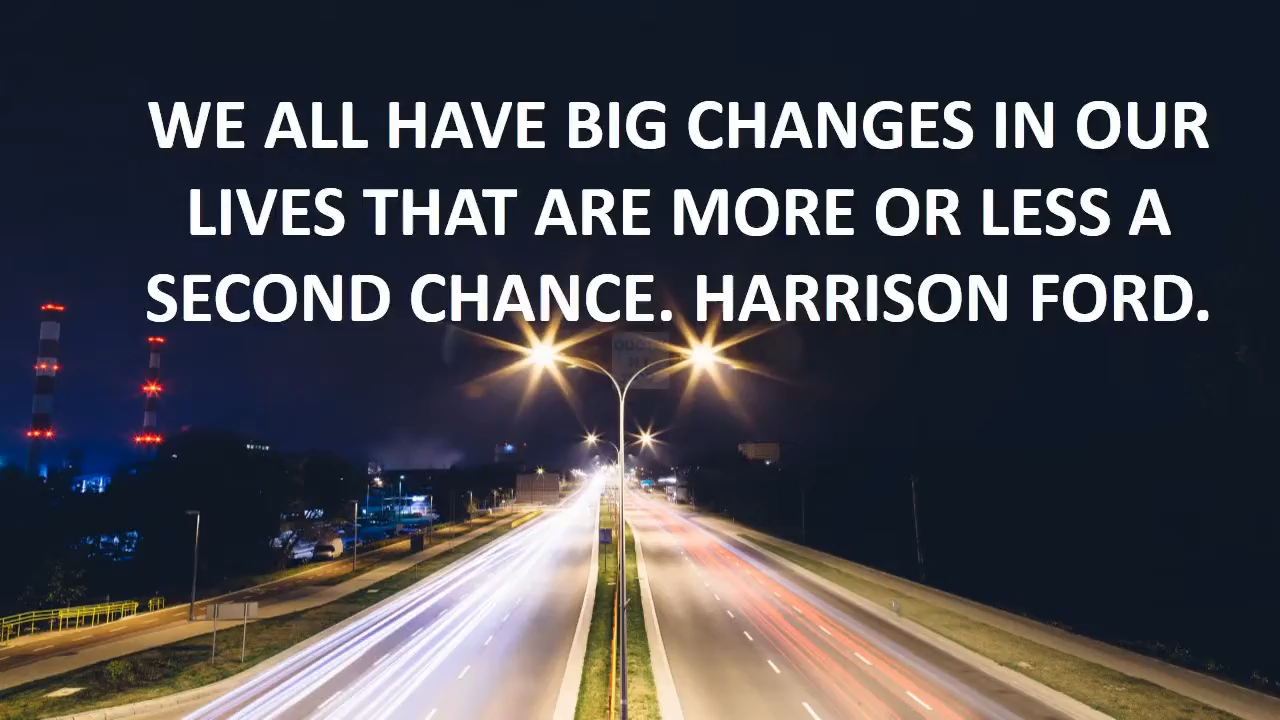 WE ALL HAVE BIG CHANGES IN OUR
LIVES THAT ARE MORE OR LESS A
SECOND CHANCE. HARRISON FORD.